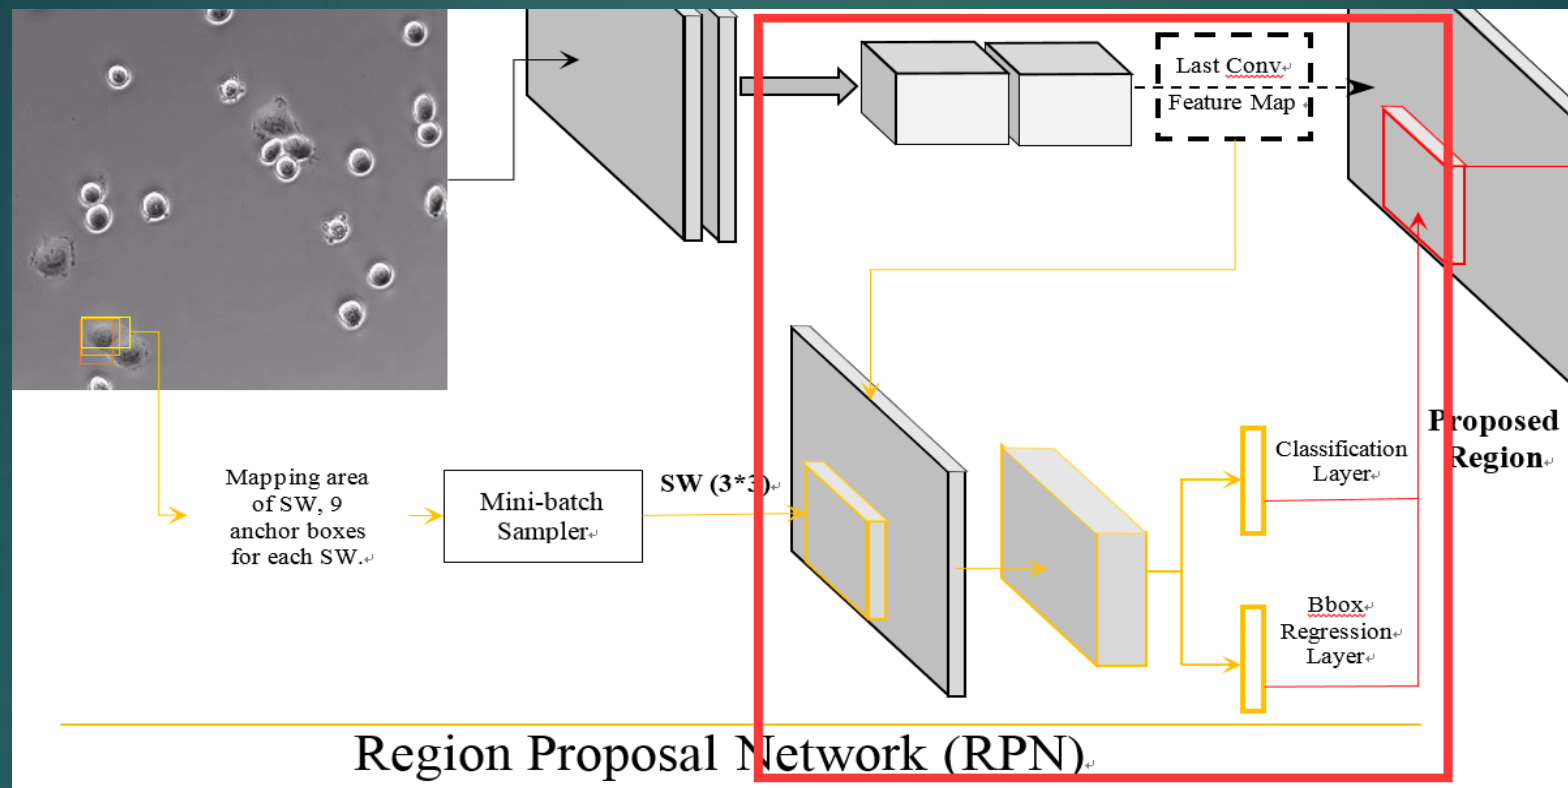 Last Conv
Feature Map
Proposed
Region
Classification
Layer
Mapping area
of SW, 9
anchor boxes
for each SW.
Mini-batch
Sampler
SW (3*3)
Bbox
Regression
Layer
Region Proposal Network (RPN)